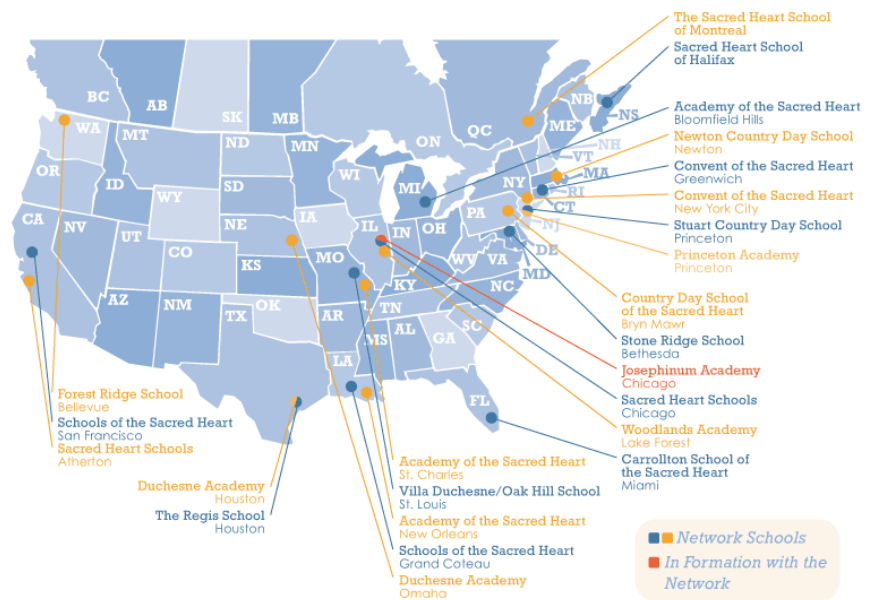 The Sacred Heart School
of Montreal
Sacred Heart School
of Halifax
Academy of the Sacred Heart
Bloomfield Hills
Newton Country Day School
Newton
Convent of the Sacred Heart
Greenwich
Convent of the Sacred Heart
New York City
Stuart Country Day School
Princeton
Princeton Academy
Princeton
Country Day School
of the Sacred Heart
Bryn Mawr
Stone Ridge School
Bethesda
Josephinum Academy
Chicago
Sacred Heart Schools
Chicago
Woodlands Academy
Lake Forest
Carrollton School of
the Sacred Heart
Miami
BC
AB
SK
MB
ON
QC
NB
NS
ME
WA
MT
ND
MN
NH
VT
MA
OR
ID
SD
WI
MI
NY
RI
CT
WY
NE
IA
IL
IN
OH
PA
NJ
CA
NV
UT
CO
KS
MO
KY
WV
VA
DE
MD
AZ
NM
OK
TX
AR
TN
NC
SC
MS
AL
GA
LA
FL
Forest Ridge School
Bellevue
Schools of the Sacred Heart
San Francisco
Sacred Heart Schools
Atherton
Duchesne Academy
Houston
The Regis School
Houston
Academy of the Sacred Heart
St. Charles
Villa Duchesne/Oak Hill School
St. Louis
Academy of the Sacred Heart
New Orleans
Schools of the Sacred Heart
Grand Coteau
Duchesne Academy
Omaha
Network Schools
In Formation with the
Network